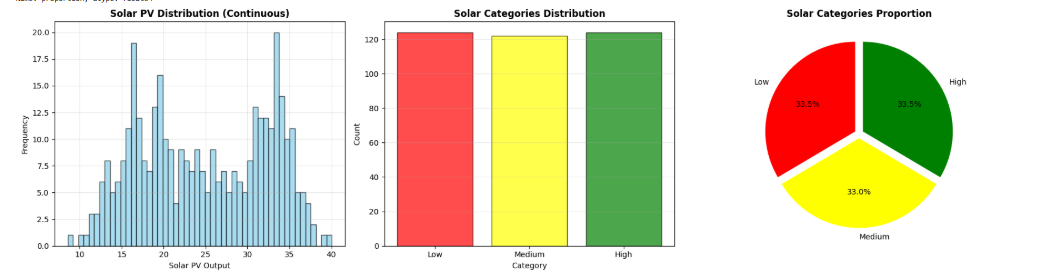 Solar PV Distribution (Continuous)
20.0
17.5
15.0
12.5
10.0
7.5
5.0
2.5
0.0
Frequency
10 15 20 25 30 35 40
Solar PV Output
Solar Categories Distribution
120
100
80
60
40
20
0
Count
Low Medium High
Category
Solar Categories Proportion
Low
High
33.5%
33.5%
33.0%
Medium